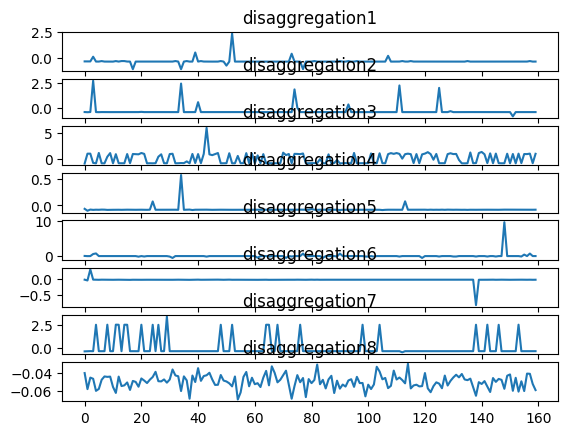 disaggregation1
2.5
0.0
disaggregation2
2.5
0.0
disaggregation3
5
0
disaggregation4
0.5
0.0
disaggregation5
10
0
disaggregation6
0.0
−0.5
disaggregation7
2.5
0.0
disaggregation8
−0.04
−0.06
0 20 40 60 80 100 120 140 160